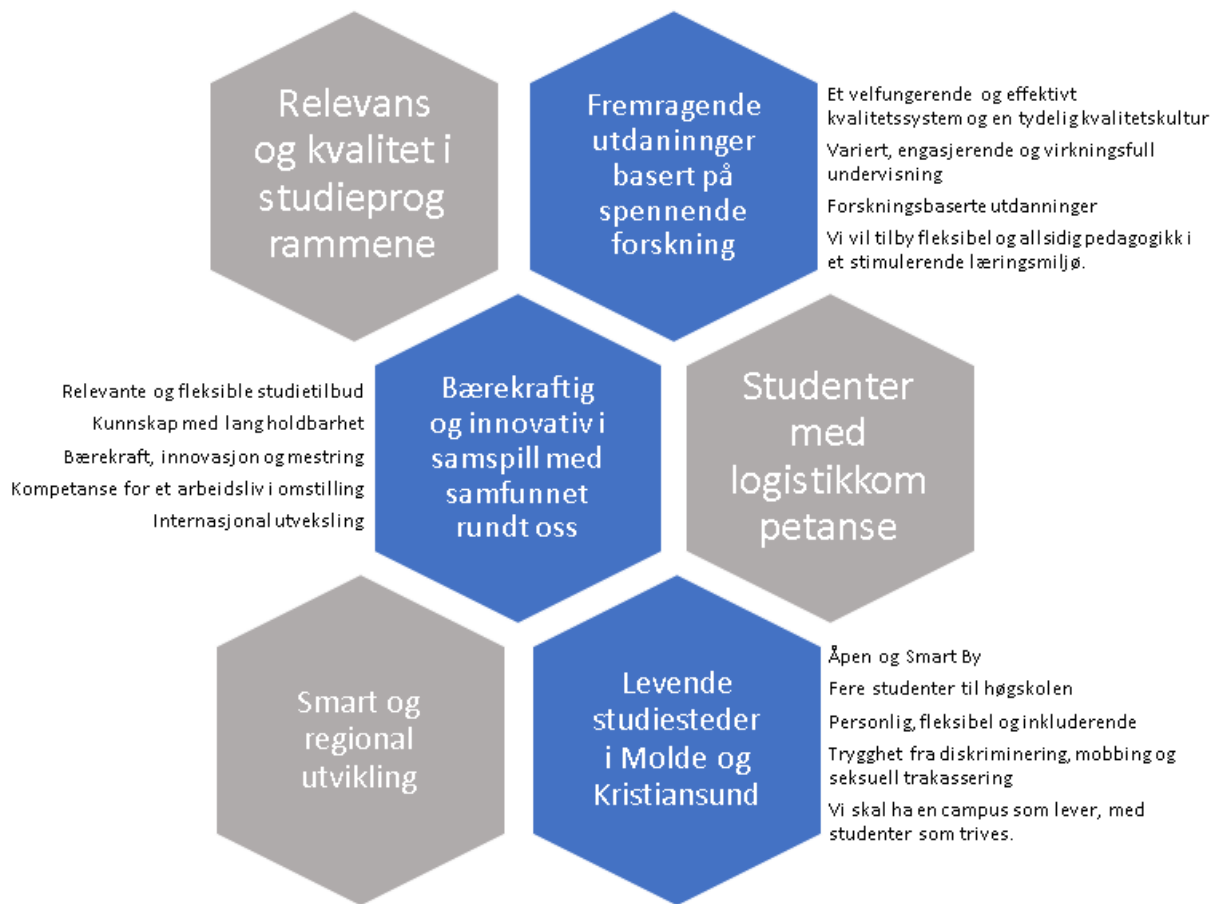 Relevans
og kvalitet i
studieprog
rammene
Fremragende
utdaninnger
basert på
spennende
forskning
Et velfungerende og effektivt
kvalitetssystem og en tydelig kvalitetskultur
Variert, engasjerende og virkningsfull
undervisning
Forskningsbaserte utdanninger
Vi vil tilby fleksibel og allsidig pedagogikk i
et stimulerende læringsmiljø.
Relevante og fleksible studietilbud
Kunnskap med lang holdbarhet
Bærekraft, innovasjon og mestring
Kompetanse for et arbeidsliv i omstilling
Internasjonal utveksling
Bærekraftig
og innovativ i
samspill med
samfunnet
rundt oss
Studenter
med
logistikkom
petanse
Smart og
regional
utvikling
Levende
studiesteder
i Molde og
Kristiansund
Åpen og Smart By
Fere studenter til høgskolen
Personlig, fleksibel og inkluderende
Trygghet fra diskriminering, mobbing og
seksuell trakassering
Vi skal ha en campus som lever, med
studenter som trives.